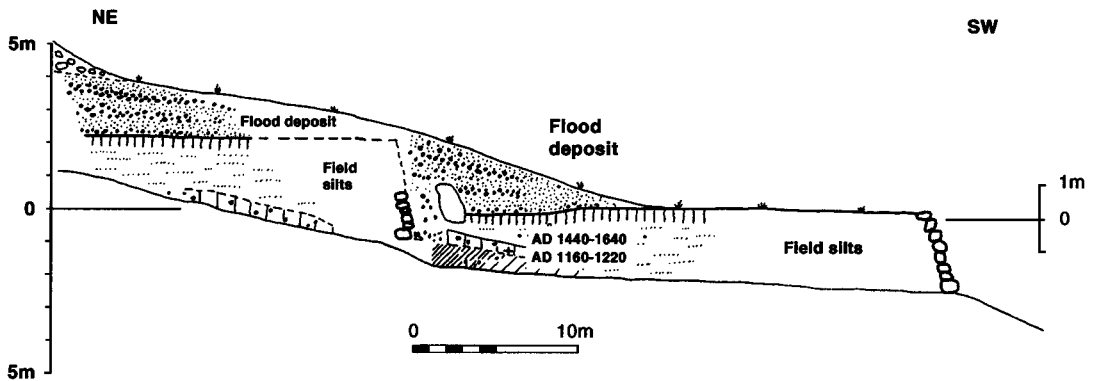 NE
SW
5m
Flood deposit
Flood
deposit
Field
silts
1m
0
0
AD 1440-1640
AD 1160-1220
Field silts
0 10m
5m